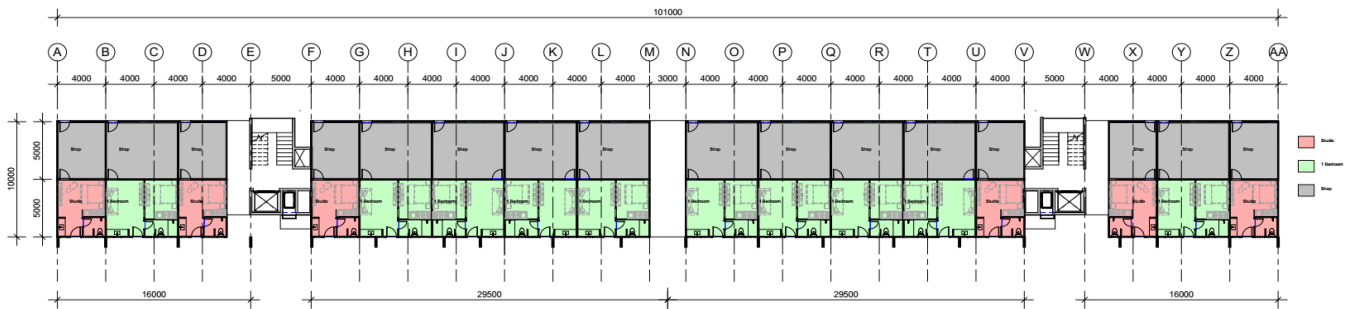 101000
A B C D E F G H I J K L M N O P Q R T U V W X Y Z AA
4000 4000 4000 4000 5000 4000 4000 4000 4000 4000 4000 4000 3000 4000 4000 4000 4000 4000 4000 4000 5000 4000 4000 4000 4000
10000
5000
5000
Shop Shop Shop Shop Shop Shop Shop Shop Shop Shop Shop Shop Shop Shop Shop Shop
Studio 1 Bedroom Studio Studio 1 Bedroom 1 Bedroom 1 Bedroom 1 Bedroom 1 Bedroom 1 Bedroom 1 Bedroom 1 Bedroom Studio Studio 1 Bedroom Studio
Studio
1 Bedroom
Shop
16000 29500 29500 16000